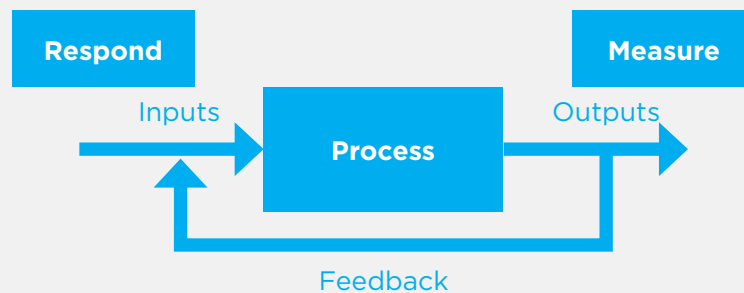 Respond
Measure
Inputs
Outputs
Process
Feedback